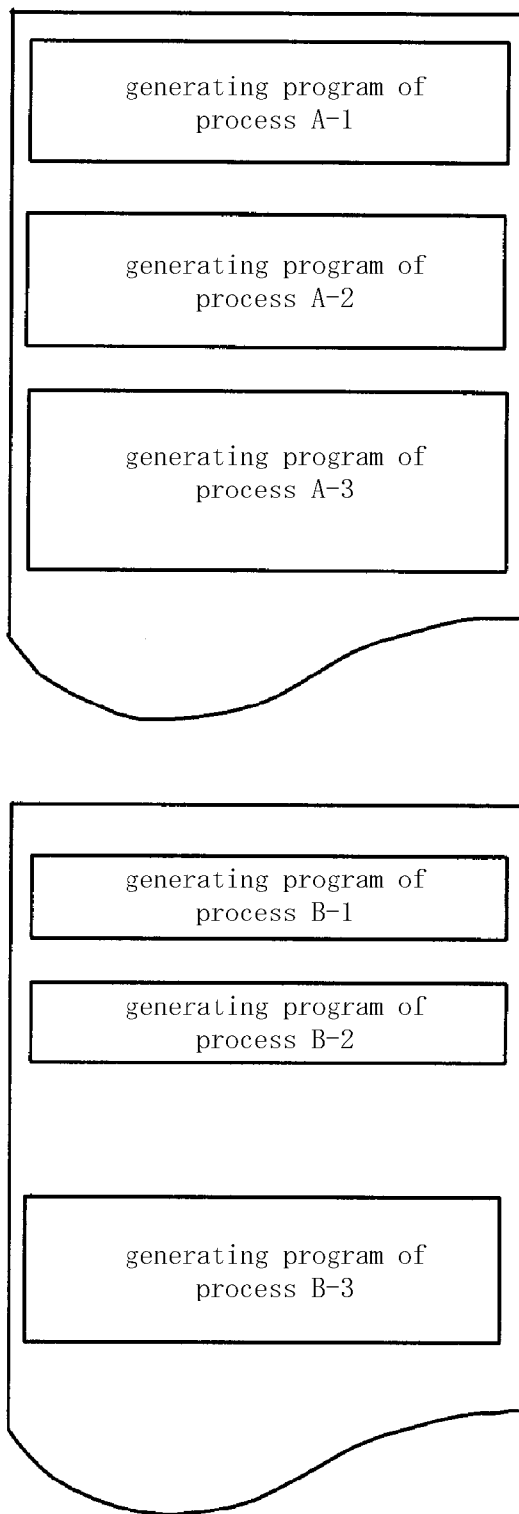 generating program of
process A-1
generating program of
process A-2
generating program of
process A-3
generating program of
process B-1
generating program of
process B-2
generating program of
process B-3